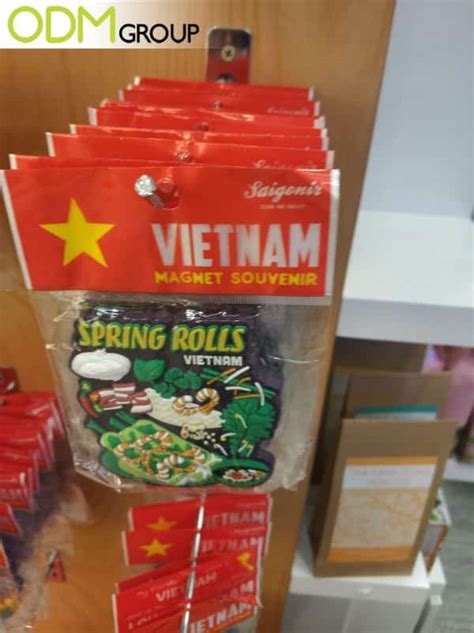 ODM GROUP
Saigonir
VIETNAM
MAGNET SOUVENIR
SPRING ROLLS
VIETNAM
VIETNAM
VIETNAM
VIETNAM